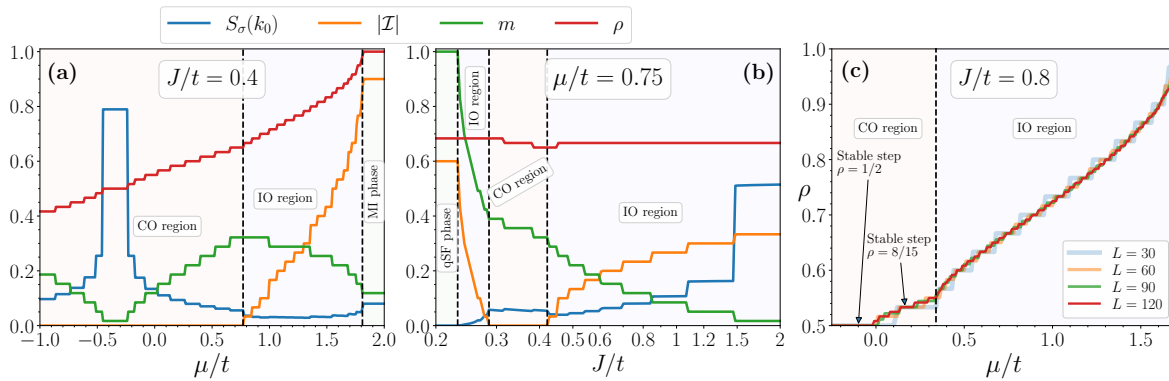 S_σ(k_0) |I| m ρ
(a) J/t = 0.4
CO region
IO region
MI phase
1.0
0.8
0.6
0.4
0.2
0.0
−1.0 −0.5 0.0 0.5 1.0 1.5 2.0
μ/t
μ/t = 0.75 (b)
IO region
CO region
IO region
qSF phase
1.0
0.8
0.6
0.4
0.2
0.0
0.2 0.3 0.4 0.5 0.6 0.8 1 1.2 1.5 2
J/t
(c) J/t = 0.8
CO region IO region
Stable step
ρ = 1/2
Stable step
ρ = 8/15
L = 30
L = 60
L = 90
L = 120
ρ
1.0
0.9
0.8
0.7
0.6
0.5
0.0 0.5 1.0 1.5
μ/t